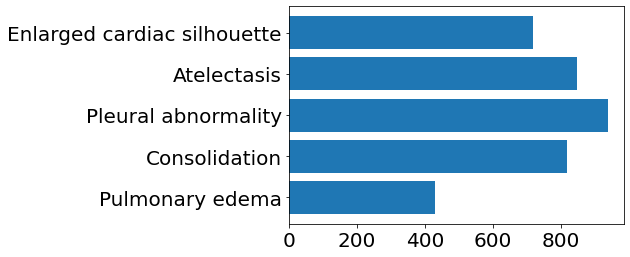 Enlarged cardiac silhouette
Atelectasis
Pleural abnormality
Consolidation
Pulmonary edema
0 200 400 600 800